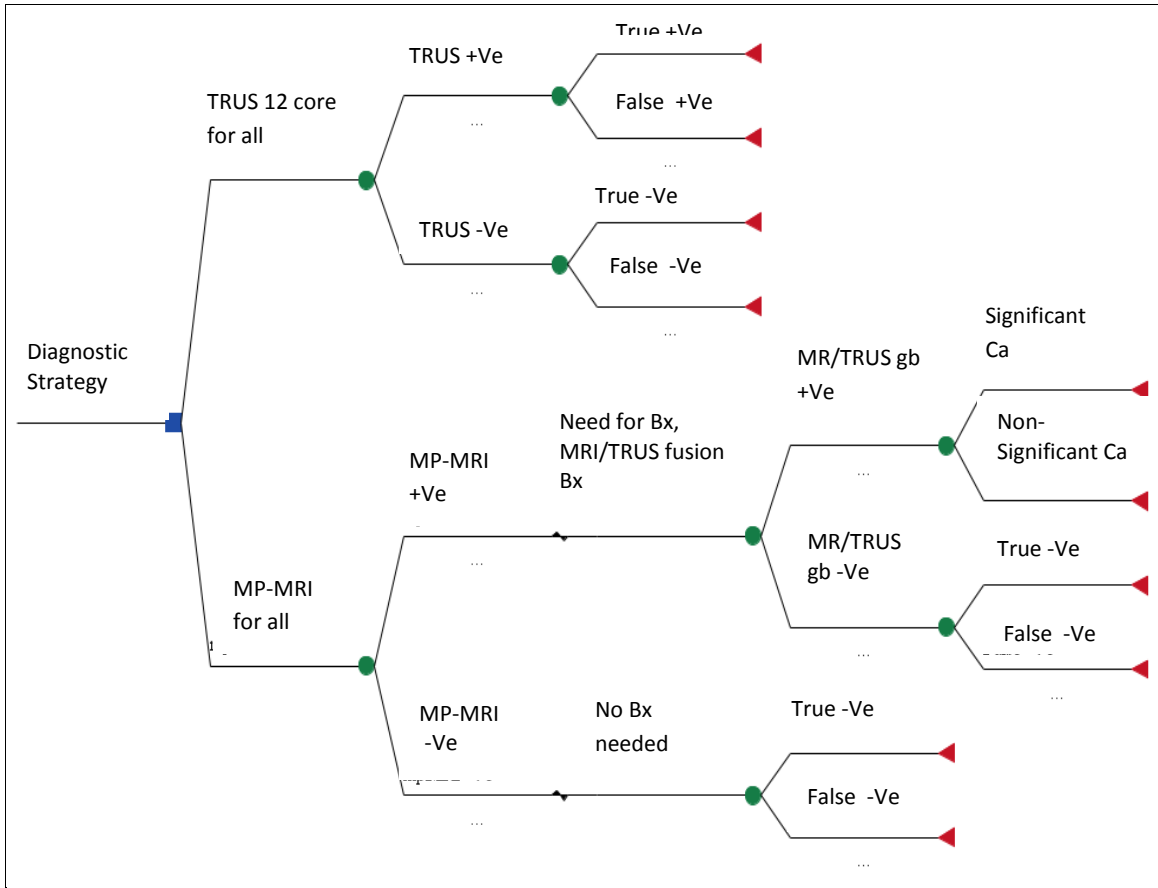 True +Ve
TRUS +Ve
TRUS 12 core
for all
False +Ve
...
...
True -Ve
TRUS -Ve
False -Ve
...
...
Diagnostic
Strategy
Significant
Ca
MR/TRUS gb
+Ve
Need for Bx,
MRI/TRUS fusion
Bx
Non-
Significant Ca
MP-MRI
+Ve
...
MR/TRUS
gb -Ve
True -Ve
...
MP-MRI
for all
False -Ve
...
...
MP-MRI
-Ve
No Bx
needed
True -Ve
False -Ve
...
...